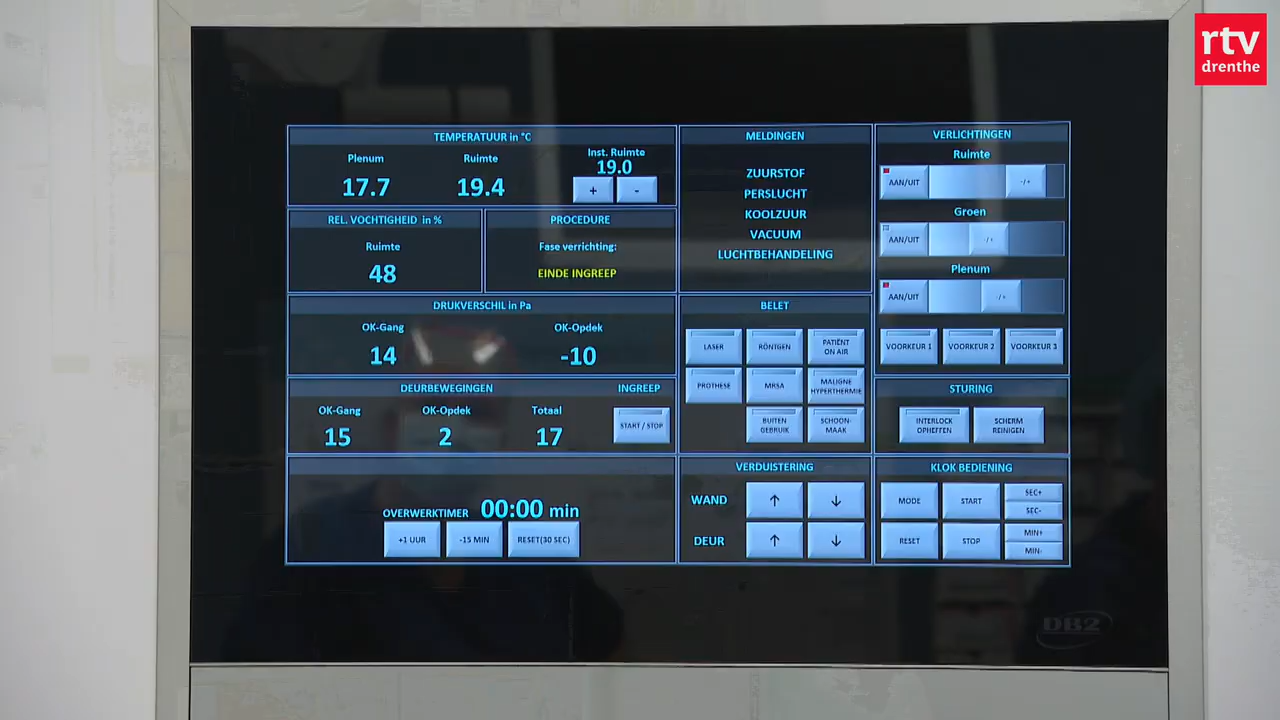 rtv
drenthe
TEMPERATUUR in °C
Plenum
Ruimte
Inst. Ruimte
17.7
19.4
19.0
+
-
REL. VOCHTIGHEID in %
Ruimte
48
PROCEDURE
Fase verrichting:
EINDE INGREEP
DRUKVERSCHIL in Pa
OK-Gang
OK-Opdek
14
-10
DEURBEWEGINGEN
INGREEP
OK-Gang
OK-Opdek
Totaal
15
2
17
START / STOP
OVERWERKTIMER 00:00 min
+1 UUR
-15 MIN
RESET(30 SEC)
MELDINGEN
ZUURSTOF
PERSLUCHT
KOOLZUUR
VACUUM
LUCHTBEHANDELING
BELET
LASER
RÖNTGEN
PATIËNT
ON AIR
PROTHESE
MRSA
MALIGNE
HYPERTHERMIE
BUITEN
GEBRUIK
SCHOON-
MAAK
VERDUISTERING
WAND
↑
↓
DEUR
↑
↓
VERLICHTINGEN
Ruimte
AAN/UIT
-/+
Groen
AAN/UIT
-/+
Plenum
AAN/UIT
-/+
VOORKEUR 1
VOORKEUR 2
VOORKEUR 3
STURING
INTERLOCK
OPHEFFEN
SCHERM
REINIGEN
KLOK BEDIENING
MODE
START
SEC+
SEC-
RESET
STOP
MIN+
MIN-
DB2